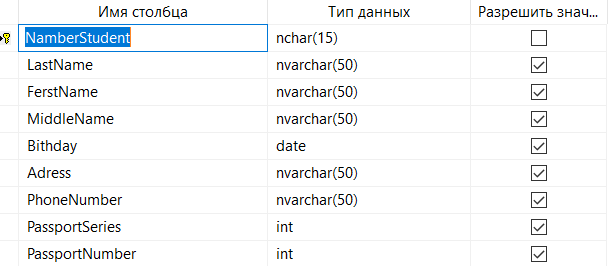 Имя столбца Тип данных Разрешить знач...
NamberStudent nchar(15)
LastName nvarchar(50)
FerstName nvarchar(50)
MiddleName nvarchar(50)
Bithday date
Adress nvarchar(50)
PhoneNumber nvarchar(50)
PassportSeries int
PassportNumber int